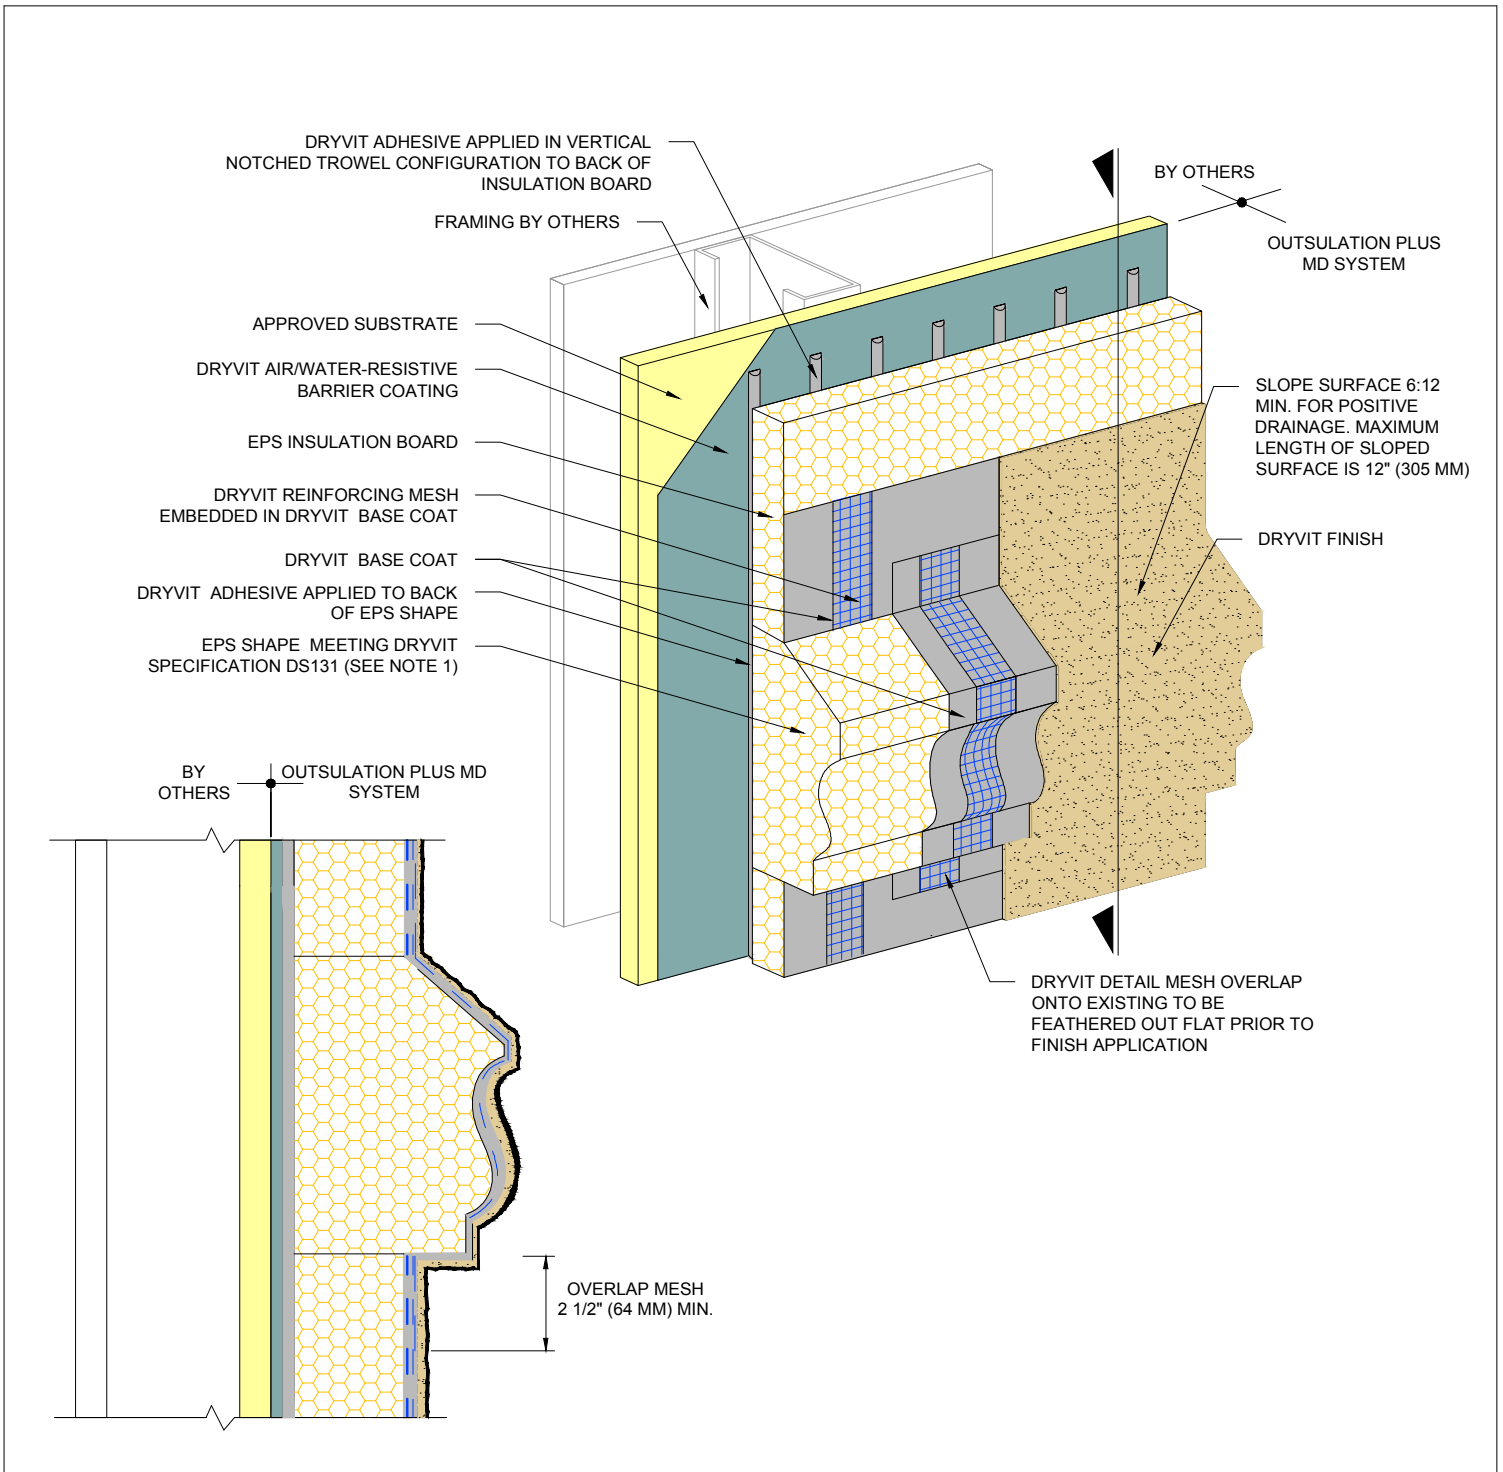 DRYVIT ADHESIVE APPLIED IN VERTICAL
NOTCHED TROWEL CONFIGURATION TO BACK OF
INSULATION BOARD
FRAMING BY OTHERS
APPROVED SUBSTRATE
DRYVIT AIR/WATER-RESISTIVE
BARRIER COATING
EPS INSULATION BOARD
DRYVIT REINFORCING MESH
EMBEDDED IN DRYVIT BASE COAT
DRYVIT BASE COAT
DRYVIT ADHESIVE APPLIED TO BACK
OF EPS SHAPE
EPS SHAPE MEETING DRYVIT
SPECIFICATION DS131 (SEE NOTE 1)
BY OTHERS
OUTSULATION PLUS
MD SYSTEM
SLOPE SURFACE 6:12
MIN. FOR POSITIVE
DRAINAGE. MAXIMUM
LENGTH OF SLOPED
SURFACE IS 12" (305 MM)
DRYVIT FINISH
DRYVIT DETAIL MESH OVERLAP
ONTO EXISTING TO BE
FEATHERED OUT FLAT PRIOR TO
FINISH APPLICATION
BY
OTHERS
OUTSULATION PLUS MD
SYSTEM
OVERLAP MESH
2 1/2" (64 MM) MIN.